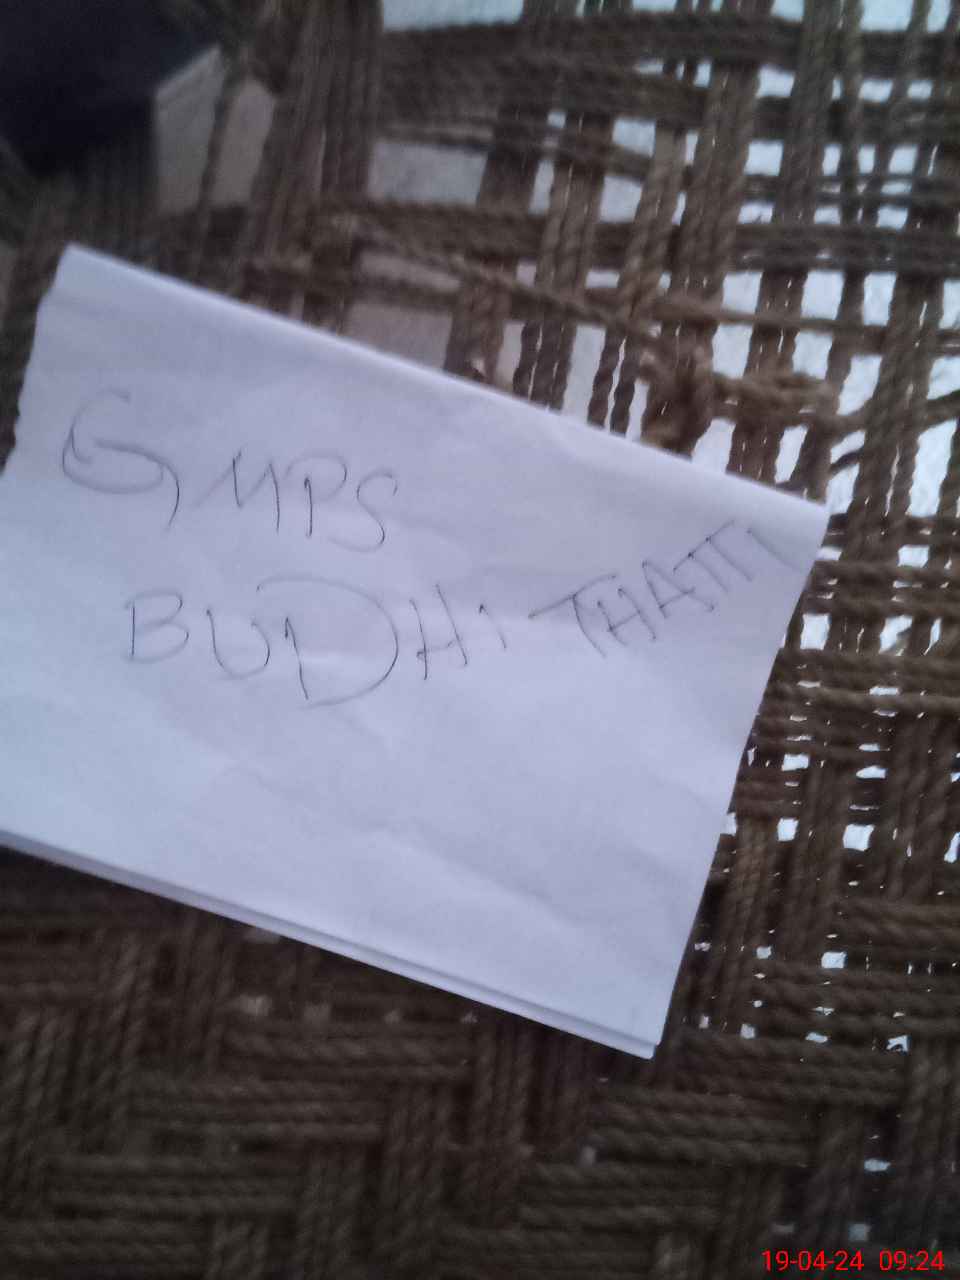 GMPS
BUDHI THATTI
19-04-24 09:24